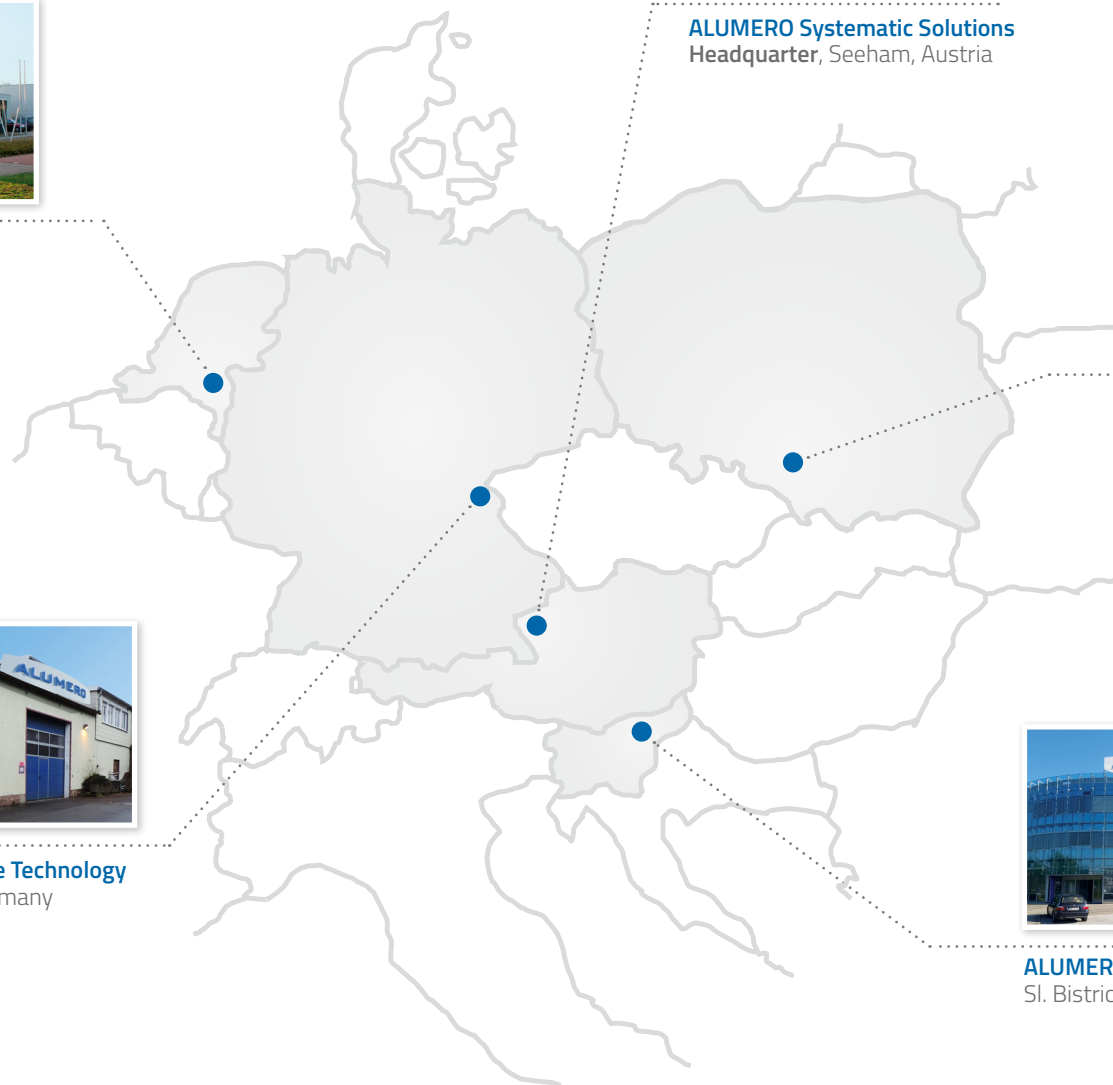 ALUMERO Systematic Solutions
Headquarter, Seeham, Austria
ALUMERO
e Technology
many
ALUMER
Sl. Bistric